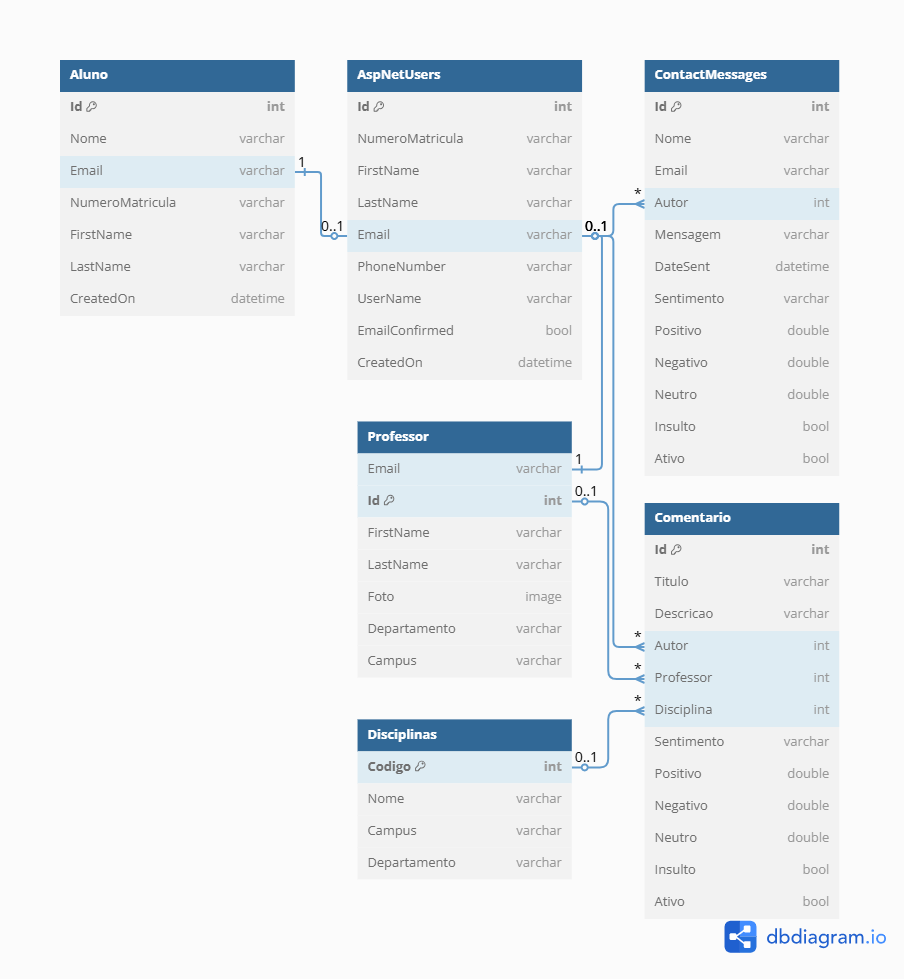 Aluno
Id int
Nome varchar
Email varchar
NumeroMatricula varchar
FirstName varchar
LastName varchar
CreatedOn datetime
1
0..1
AspNetUsers
Id int
NumeroMatricula varchar
FirstName varchar
LastName varchar
Email varchar
PhoneNumber varchar
UserName varchar
EmailConfirmed bool
CreatedOn datetime
0..1
*
ContactMessages
Id int
Nome varchar
Email varchar
Autor int
Mensagem varchar
DateSent datetime
Sentimento varchar
Positivo double
Negativo double
Neutro double
Insulto bool
Ativo bool
Professor
Email varchar
Id int
FirstName varchar
LastName varchar
Foto image
Departamento varchar
Campus varchar
1
0..1
Disciplinas
Codigo int
Nome varchar
Campus varchar
Departamento varchar
0..1
*
*
*
Comentario
Id int
Titulo varchar
Descricao varchar
Autor int
Professor int
Disciplina int
Sentimento varchar
Positivo double
Negativo double
Neutro double
Insulto bool
Ativo bool
dbdiagram.io